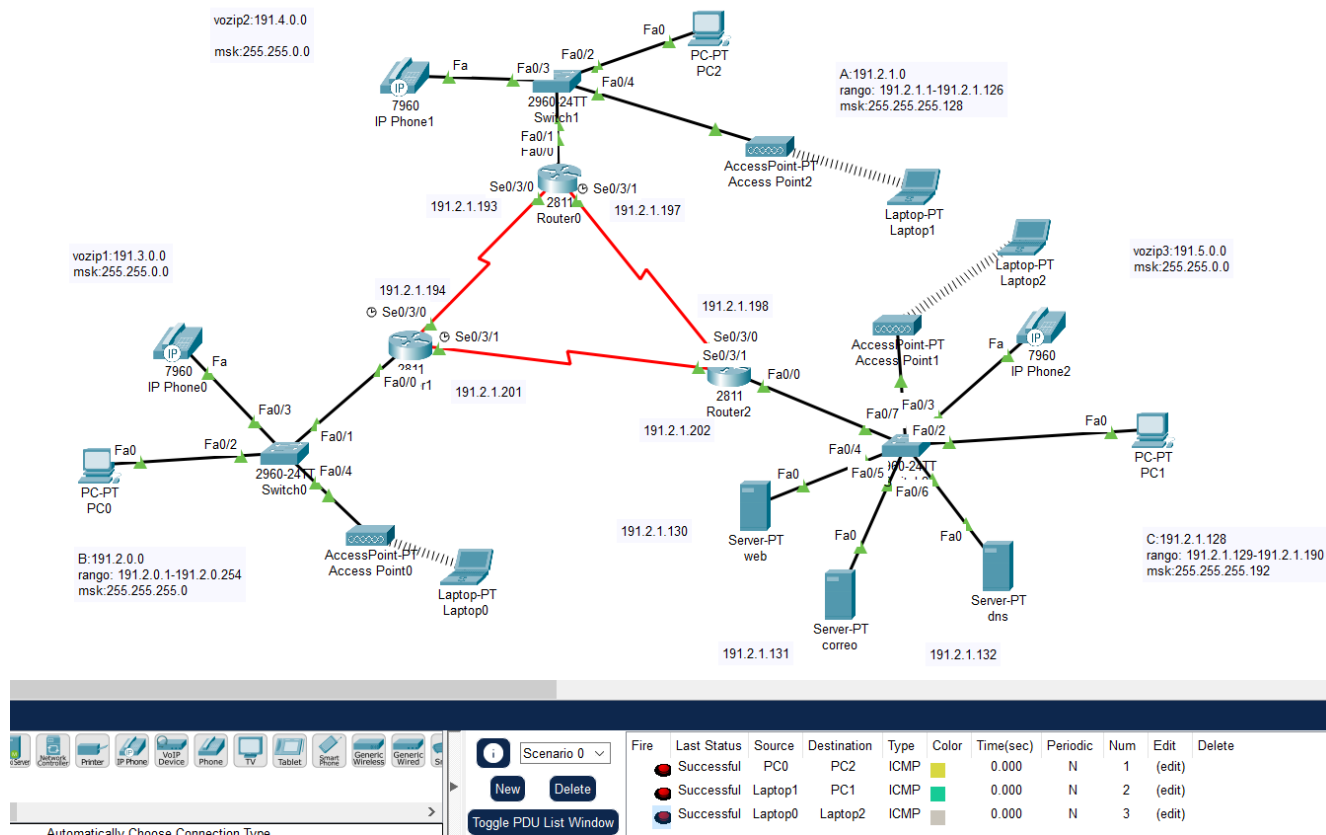 vozip2:191.4.0.0
msk:255.255.0.0
Fa
Fa0/3
Fa0/2
Fa0
Fa0/4
PC-PT
PC2
IP
7960
IP Phone1
2960-24TT
Switch1
Fa0/1
Fa0/0
A:191.2.1.0
rango: 191.2.1.1-191.2.1.126
msk:255.255.255.128
AccessPoint-PT
Access Point2
Laptop-PT
Laptop1
Se0/3/0
Se0/3/1
2811
Router0
191.2.1.193
191.2.1.197
vozip1:191.3.0.0
msk:255.255.0.0
191.2.1.194
Se0/3/0
Se0/3/1
2811
Fa0/0
r1
191.2.1.201
191.2.1.198
Se0/3/0
Se0/3/1
Fa0/0
2811
Router2
191.2.1.202
Laptop-PT
Laptop2
vozip3:191.5.0.0
msk:255.255.0.0
AccessPoint-PT
Access Point1
Fa
IP
7960
IP Phone2
IP
7960
IP Phone0
Fa
Fa0/3
Fa0/1
Fa0
Fa0/2
Fa0/4
PC-PT
PC0
2960-24TT
Switch0
AccessPoint-PT
Access Point0
Laptop-PT
Laptop0
B:191.2.0.0
rango: 191.2.0.1-191.2.0.254
msk:255.255.255.0
Fa0/7
Fa0/3
Fa0/2
Fa0/4
Fa0/5
Fa0/6
Fa0
PC-PT
PC1
Fa0
191.2.1.130
Server-PT
web
Fa0
Server-PT
correo
191.2.1.131
Fa0
Server-PT
dns
191.2.1.132
C:191.2.1.128
rango: 191.2.1.129-191.2.1.190
msk:255.255.255.192
Network Controller
Printer
IP Phone
VoIP Device
Phone
TV
Tablet
Smart Phone
Generic Wireless
Generic Wired
Automatically Choose Connection Type
Scenario 0
New
Delete
Toggle PDU List Window
Fire Last Status Source Destination Type Color Time(sec) Periodic Num Edit Delete
Successful PC0 PC2 ICMP 0.000 N 1 (edit)
Successful Laptop1 PC1 ICMP 0.000 N 2 (edit)
Successful Laptop0 Laptop2 ICMP 0.000 N 3 (edit)